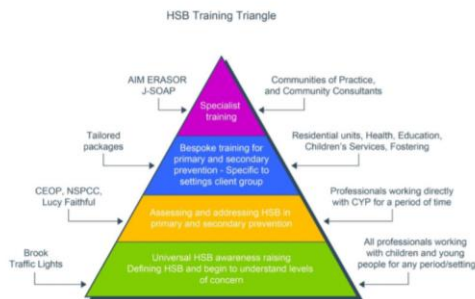 HSB Training Triangle
AIM ERASOR
J-SOAP
Specialist
training
Communities of Practice,
and Community Consultants
Tailored
packages
Bespoke training for
primary and secondary
prevention - Specific to
settings client group
Residential units, Health, Education,
Children's Services, Fostering
CEOP, NSPCC,
Lucy Faithful
Assessing and addressing HSB in
primary and secondary prevention
Professionals working directly
with CYP for a period of time
Brook
Traffic Lights
Universal HSB awareness raising
Defining HSB and begin to understand levels
of concern
All professionals working
with children and young
people for any period/setting